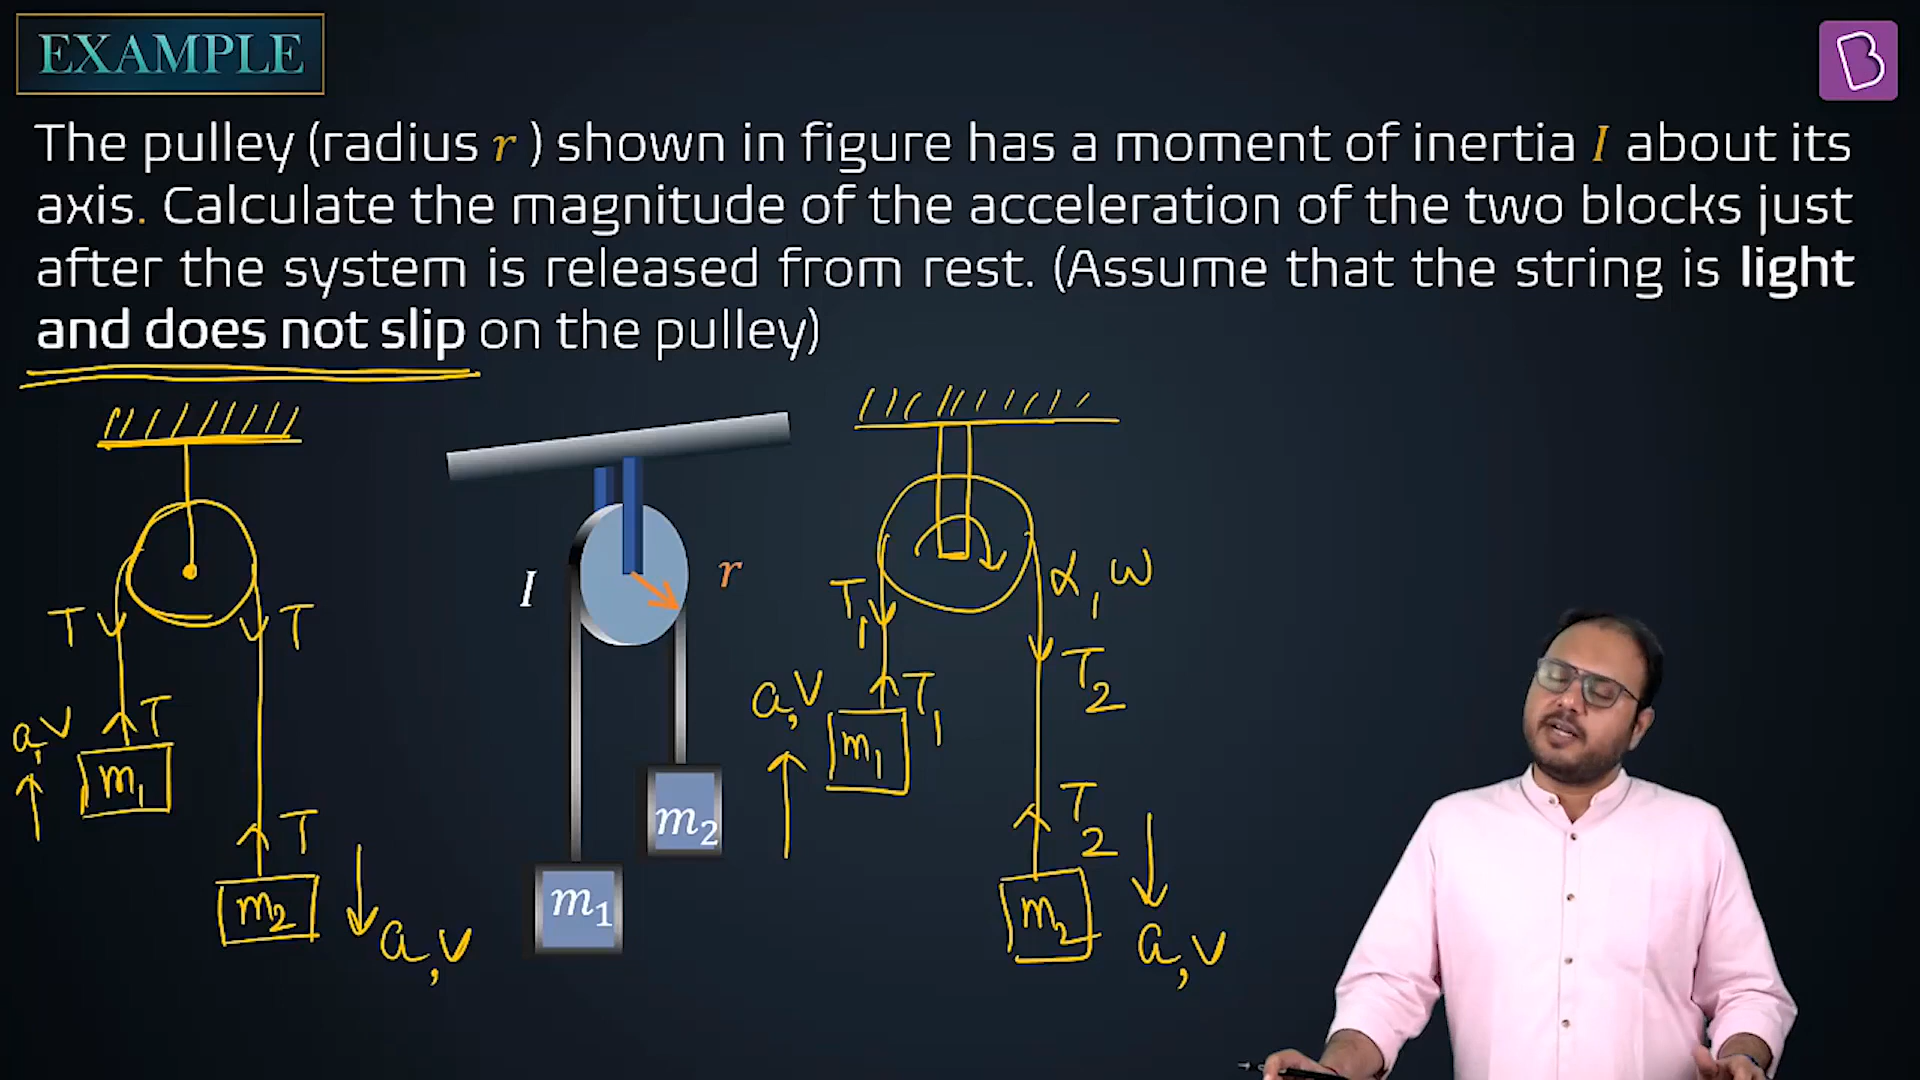 EXAMPLE
B
The pulley (radius r ) shown in figure has a moment of inertia I about its
axis. Calculate the magnitude of the acceleration of the two blocks just
after the system is released from rest. (Assume that the string is light
and does not slip on the pulley)
T T
a, v T
m₁
T
m₂
a, v
I r
m₂
m₁
α, ω
T₁ T₂
a, v T₁
m₁
T₂
m₂
a, v